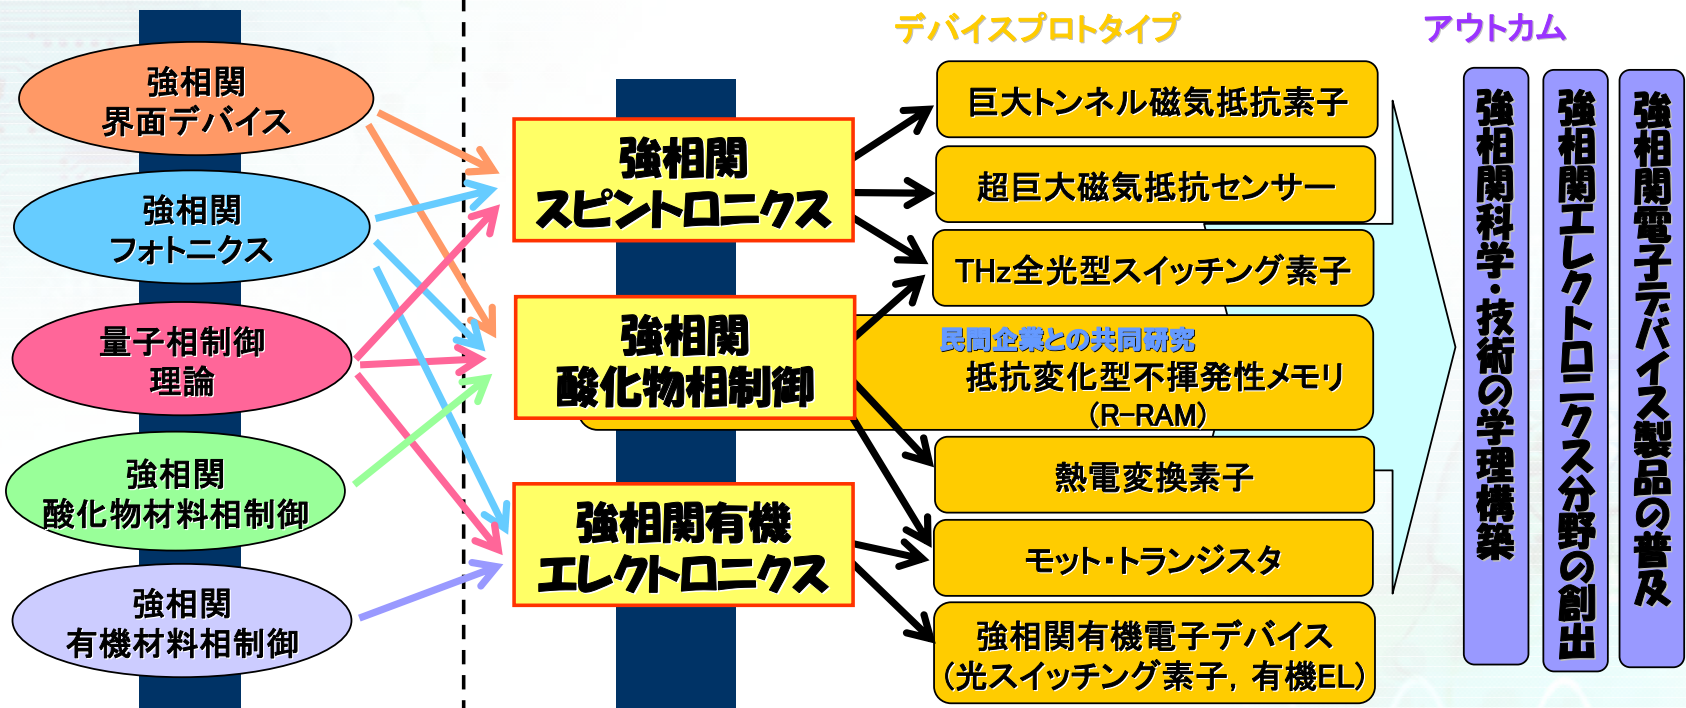 強相関
界面デバイス
強相関
フォトニクス
量子相制御
理論
強相関
酸化物材料相制御
強相関
有機材料相制御
強相関
スピントロニクス
強相関
酸化物相制御
強相関有機
エレクトロニクス
デバイスプロトタイプ
巨大トンネル磁気抵抗素子
超巨大磁気抵抗センサー
THz全光型スイッチング素子
民間企業との共同研究
抵抗変化型不揮発性メモリ
(R-RAM)
熱電変換素子
モット・トランジスタ
強相関有機電子デバイス
(光スイッチング素子, 有機EL)
アウトカム
強相関科学・技術の学理構築
強相関エレクトロニクス分野の創出
強相関電子デバイス製品の普及